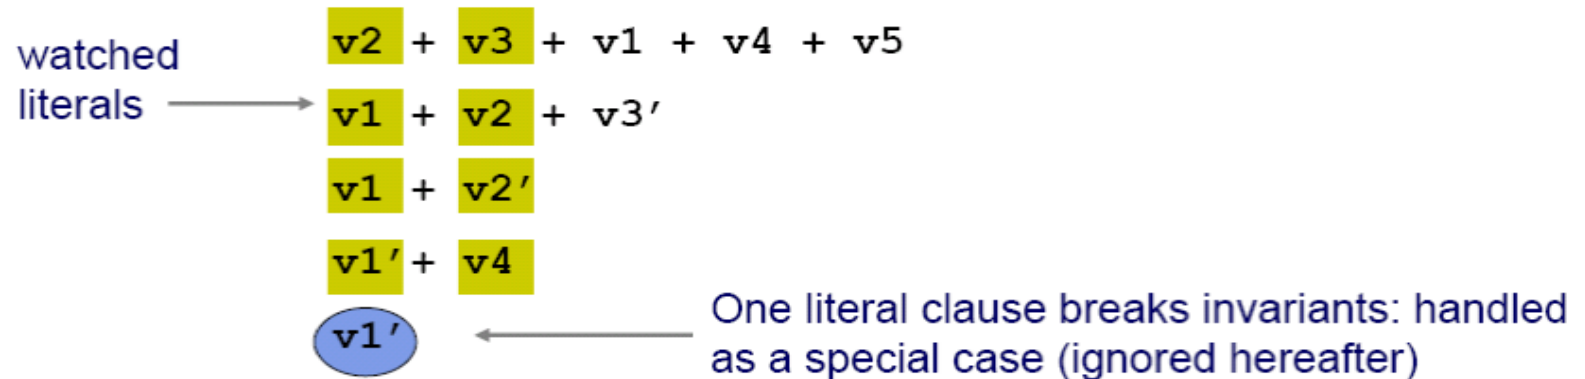 watched
literals
v2 + v3 + v1 + v4 + v5
v1 + v2 + v3′
v1 + v2′
v1′+ v4
v1′
One literal clause breaks invariants: handled
as a special case (ignored hereafter)